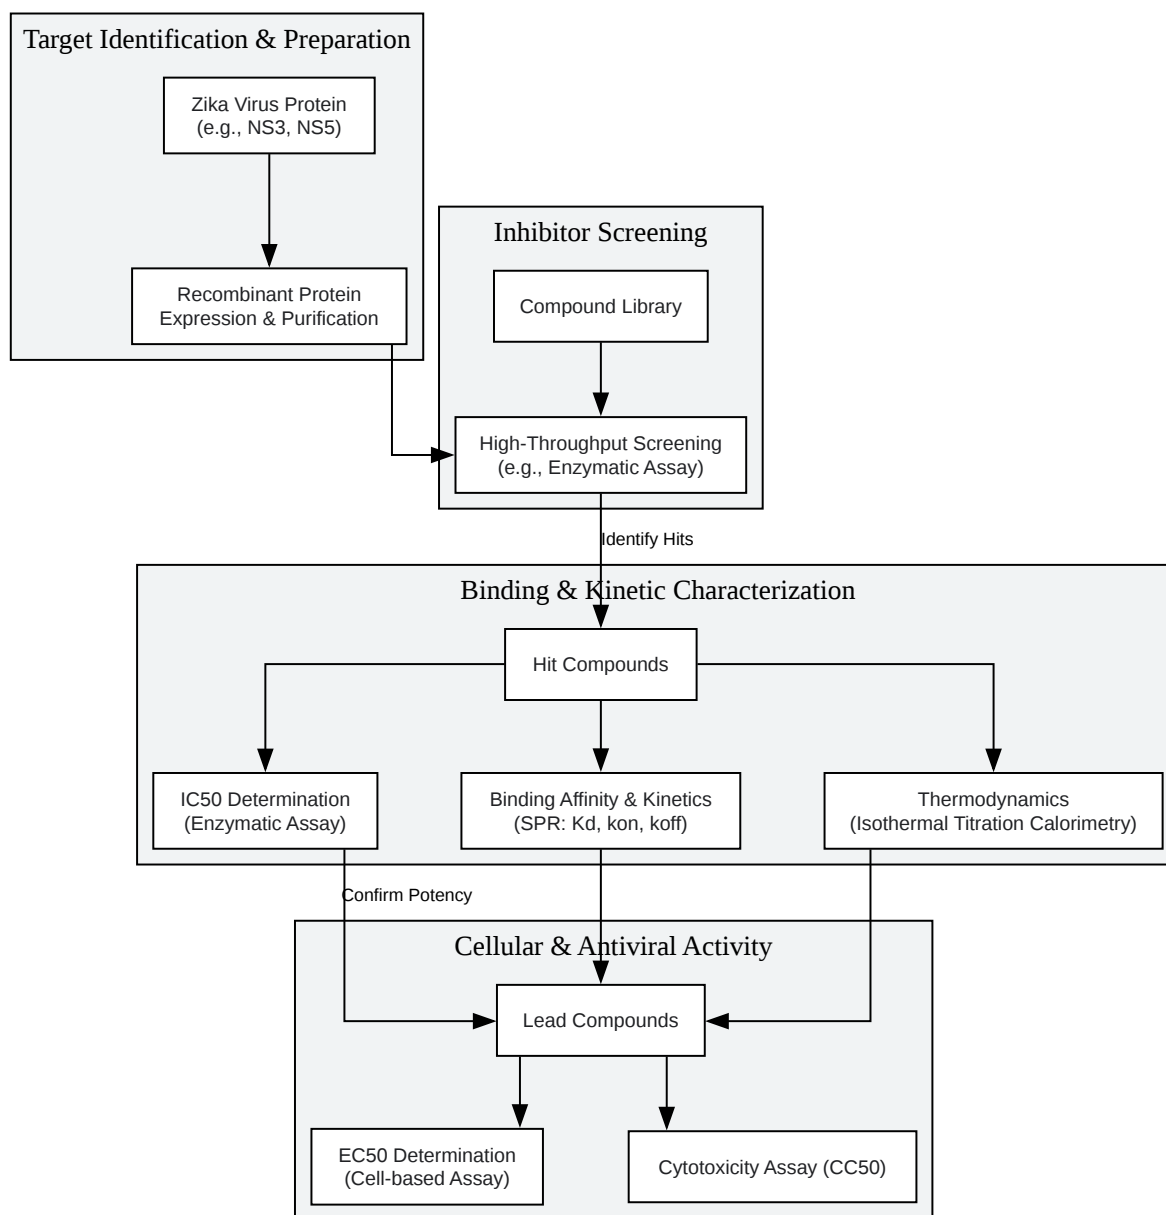 Target Identification & Preparation
Zika Virus Protein
(e.g., NS3, NS5)
Recombinant Protein
Expression & Purification
Inhibitor Screening
Compound Library
High-Throughput Screening
(e.g., Enzymatic Assay)
Identify Hits
Binding & Kinetic Characterization
Hit Compounds
IC50 Determination
(Enzymatic Assay)
Binding Affinity & Kinetics
(SPR: Kd, kon, koff)
Thermodynamics
(Isothermal Titration Calorimetry)
Confirm Potency
Cellular & Antiviral Activity
Lead Compounds
EC50 Determination
(Cell-based Assay)
Cytotoxicity Assay (CC50)